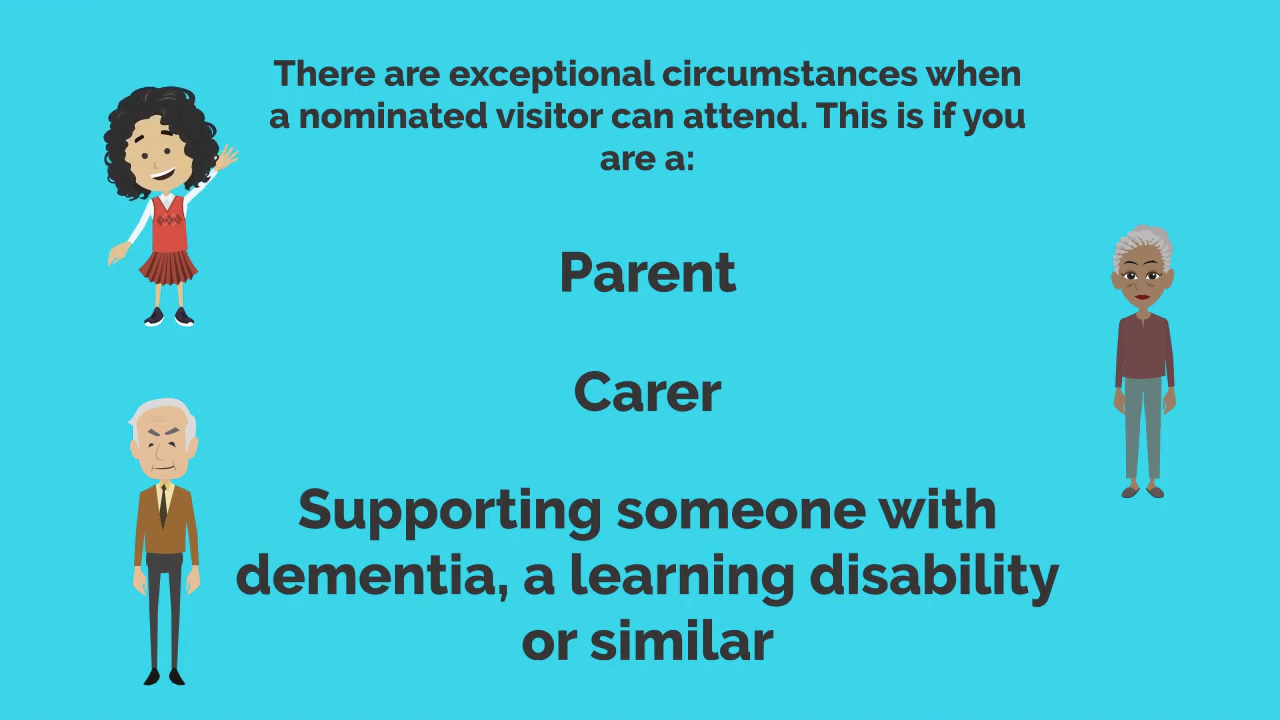 There are exceptional circumstances when
a nominated visitor can attend. This is if you
are a:
Parent
Carer
Supporting someone with
dementia, a learning disability
or similar